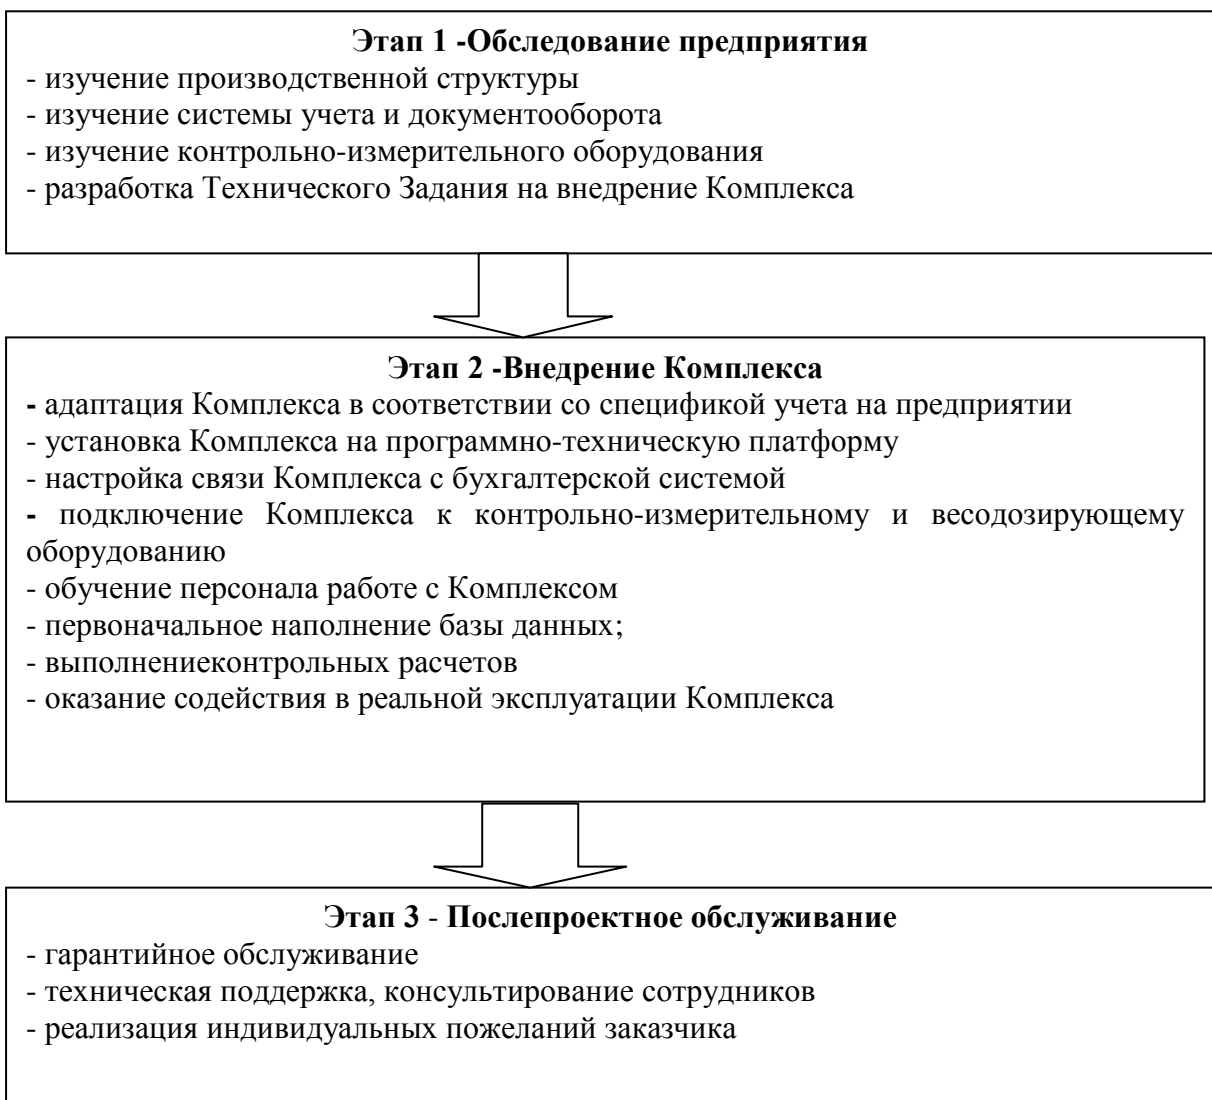 Этап 1 -Обследование предприятия
- изучение производственной структуры
- изучение системы учета и документооборота
- изучение контрольно-измерительного оборудования
- разработка Технического Задания на внедрение Комплекса
Этап 2 -Внедрение Комплекса
- адаптация Комплекса в соответствии со спецификой учета на предприятии
- установка Комплекса на программно-техническую платформу
- настройка связи Комплекса с бухгалтерской системой
- подключение Комплекса к контрольно-измерительному и весодозирующему
оборудованию
- обучение персонала работе с Комплексом
- первоначальное наполнение базы данных;
- выполнениеконтрольных расчетов
- оказание содействия в реальной эксплуатации Комплекса
Этап 3 - Послепроектное обслуживание
- гарантийное обслуживание
- техническая поддержка, консультирование сотрудников
- реализация индивидуальных пожеланий заказчика